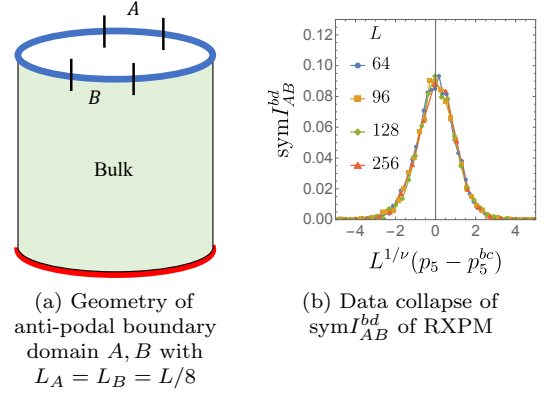 A
B
Bulk
(a) Geometry of
anti-podal boundary
domain A, B with
L_A = L_B = L/8
symI^{bd}_{AB}
0.12
0.10
0.08
0.06
0.04
0.02
0.00
L
64
96
128
256
-4 -2 0 2 4
L^{1/ν}(p_5 − p_5^{bc})
(b) Data collapse of
symI^{bd}_{AB} of RXPM